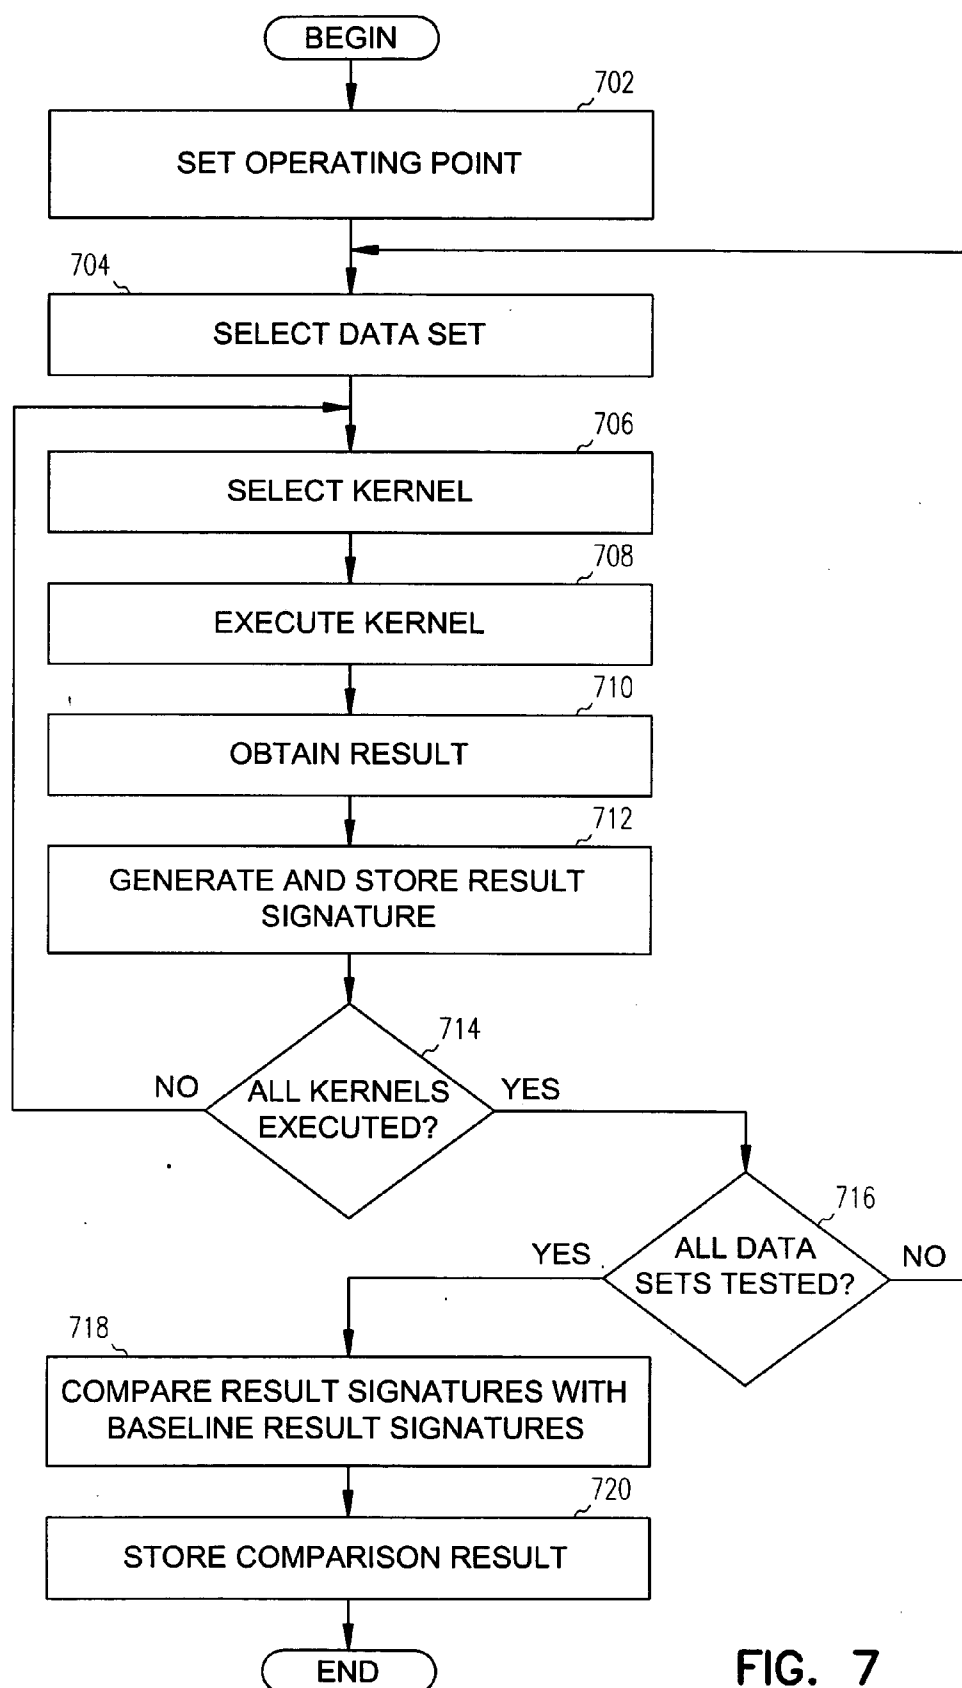 BEGIN
702
SET OPERATING POINT
704
SELECT DATA SET
706
SELECT KERNEL
708
EXECUTE KERNEL
710
OBTAIN RESULT
712
GENERATE AND STORE RESULT
SIGNATURE
714
NO
ALL KERNELS
EXECUTED?
YES
716
YES
ALL DATA
SETS TESTED?
NO
718
COMPARE RESULT SIGNATURES WITH
BASELINE RESULT SIGNATURES
720
STORE COMPARISON RESULT
END
FIG. 7